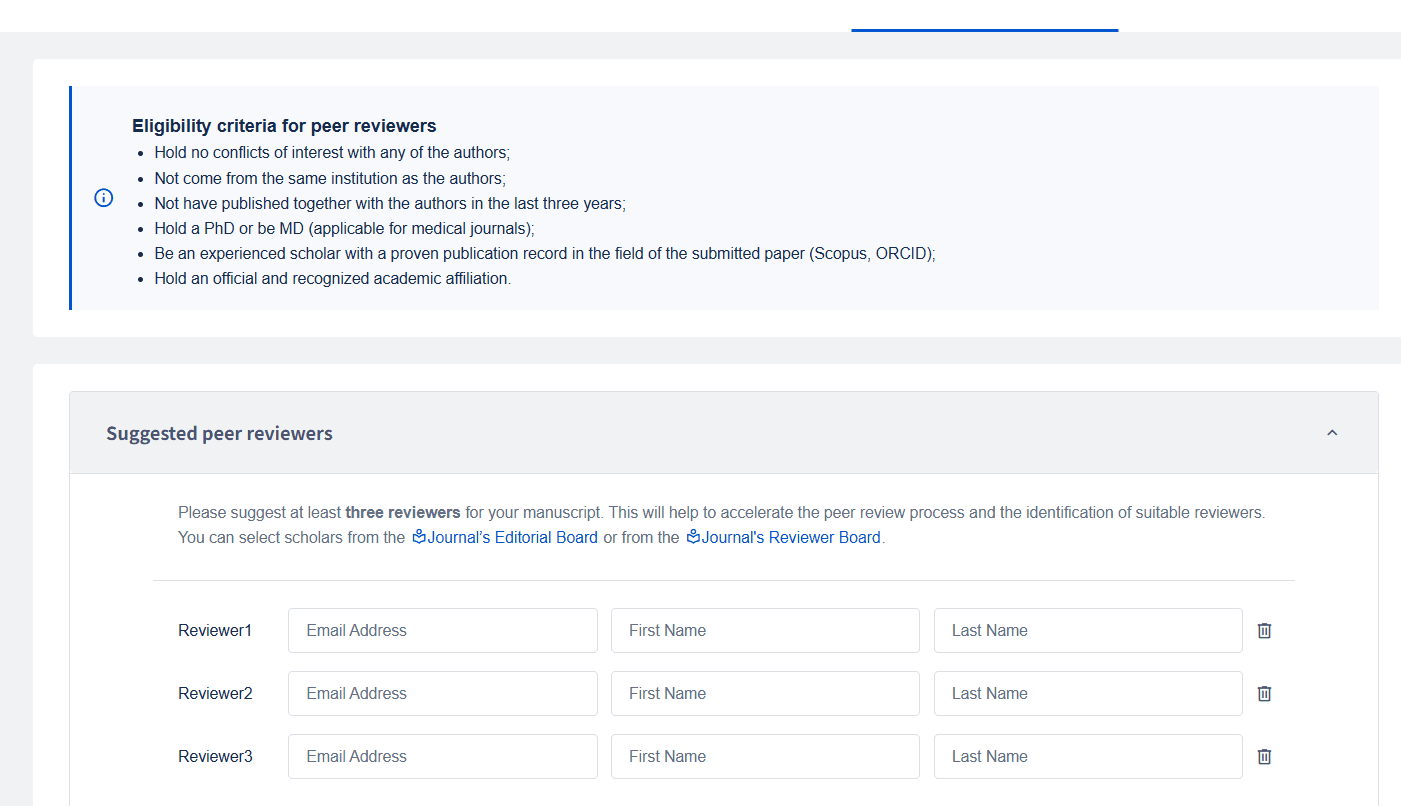 Eligibility criteria for peer reviewers
Hold no conflicts of interest with any of the authors;
Not come from the same institution as the authors;
Not have published together with the authors in the last three years;
Hold a PhD or be MD (applicable for medical journals);
Be an experienced scholar with a proven publication record in the field of the submitted paper (Scopus, ORCID);
Hold an official and recognized academic affiliation.
Suggested peer reviewers
Please suggest at least three reviewers for your manuscript. This will help to accelerate the peer review process and the identification of suitable reviewers.
You can select scholars from the Journal’s Editorial Board or from the Journal's Reviewer Board.
Reviewer1 Email Address First Name Last Name
Reviewer2 Email Address First Name Last Name
Reviewer3 Email Address First Name Last Name